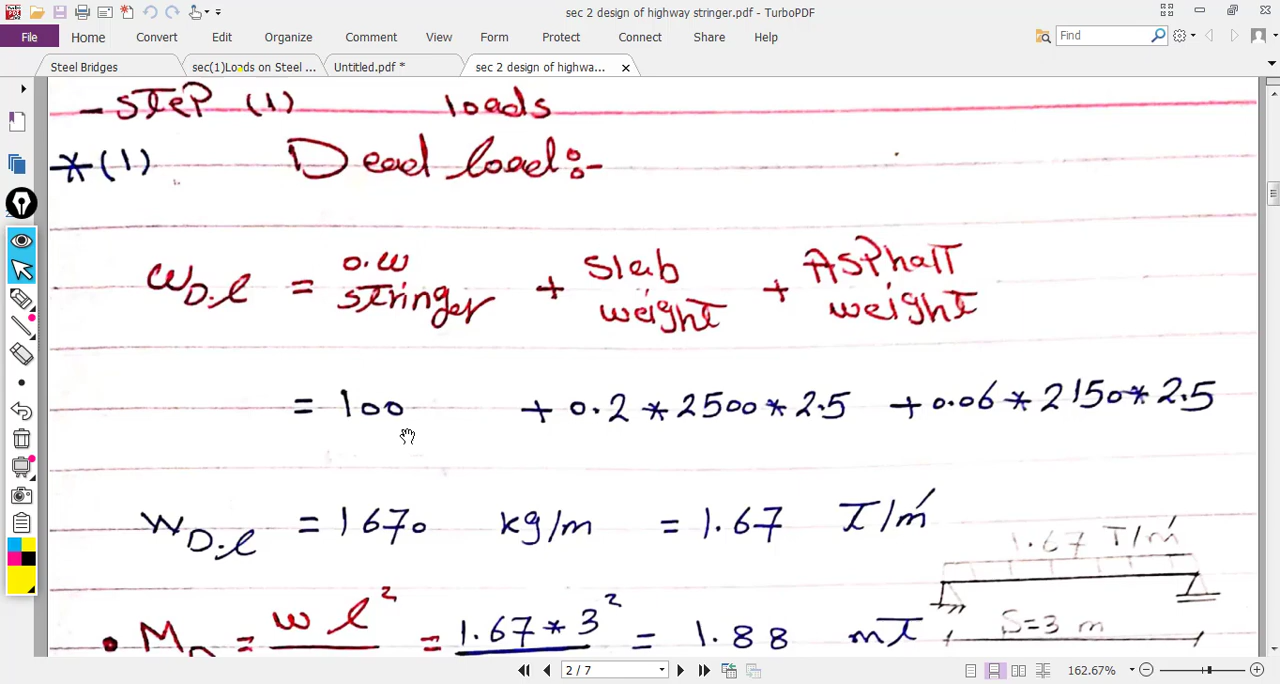 sec 2 design of highway stringer.pdf - TurboPDF
File Home Convert Edit Organize Comment View Form Protect Connect Share Help Find
Steel Bridges sec(1)Loads on Steel ... Untitled.pdf * sec 2 design of highwa...
- STEP (1) loads
*(1) Dead load:-
W D.l = o.w stringer + Slab weight + Asphalt weight
= 100 + 0.2 * 2500 * 2.5 + 0.06 * 2150 * 2.5
W D.l = 1670 kg/m = 1.67 T/m'
1.67 T/m'
• M D = w l² = 1.67 * 3² = 1.88 mT
S=3 m
2 / 7 162.67%